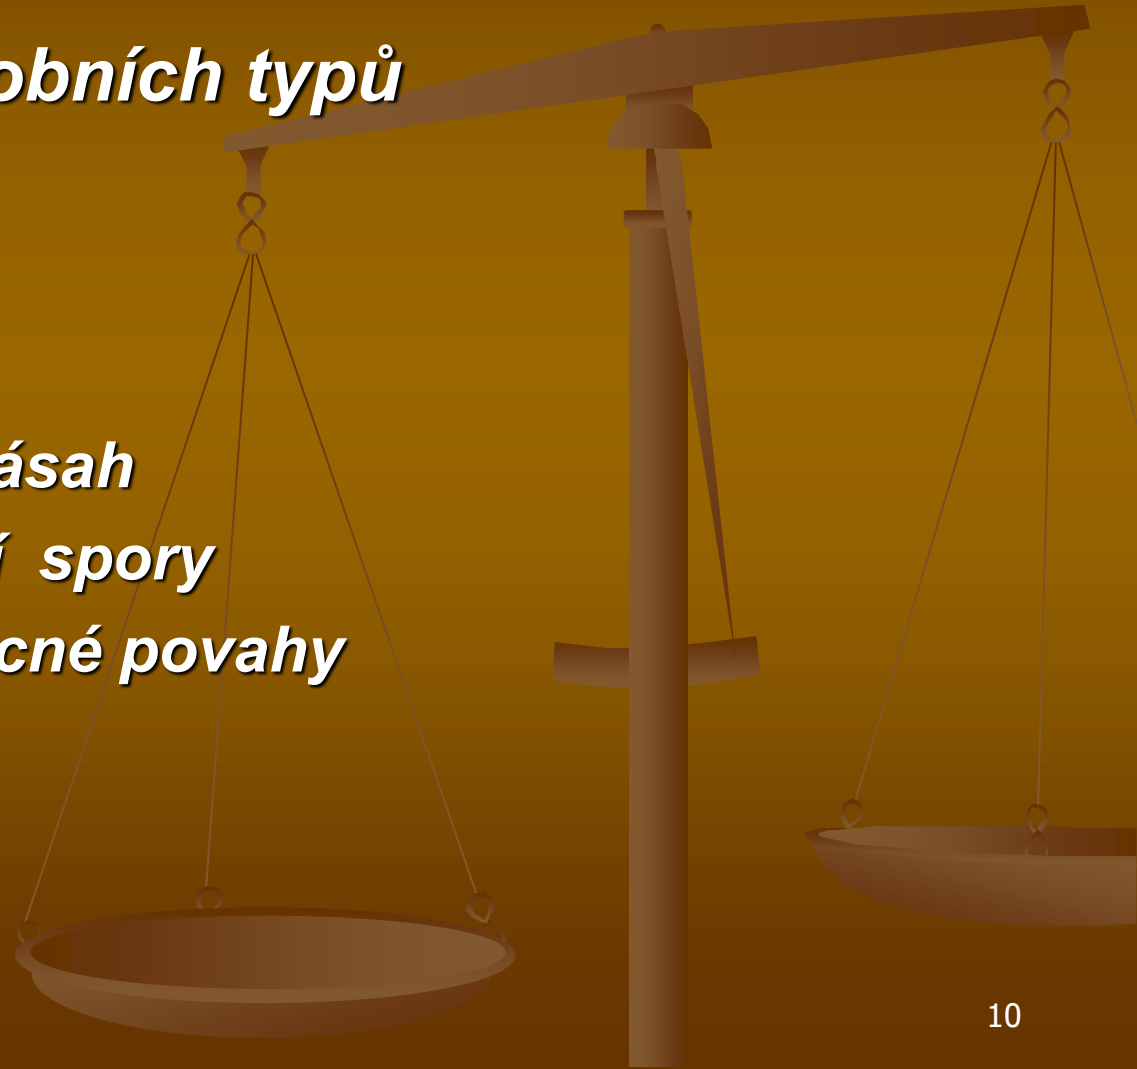 obních typů
ásah
í spory
cné povahy
10